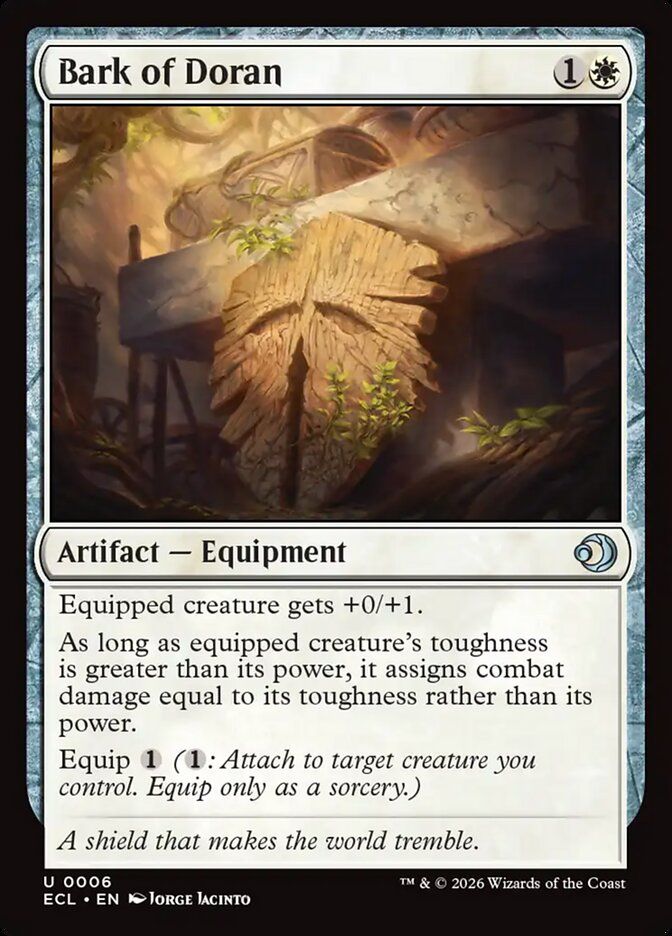 Bark of Doran 1
Artifact — Equipment
Equipped creature gets +0/+1.
As long as equipped creature's toughness
is greater than its power, it assigns combat
damage equal to its toughness rather than its
power.
Equip 1 (1: Attach to target creature you
control. Equip only as a sorcery.)
A shield that makes the world tremble.
U 0006
ECL • EN Jorge Jacinto
™ & © 2026 Wizards of the Coast